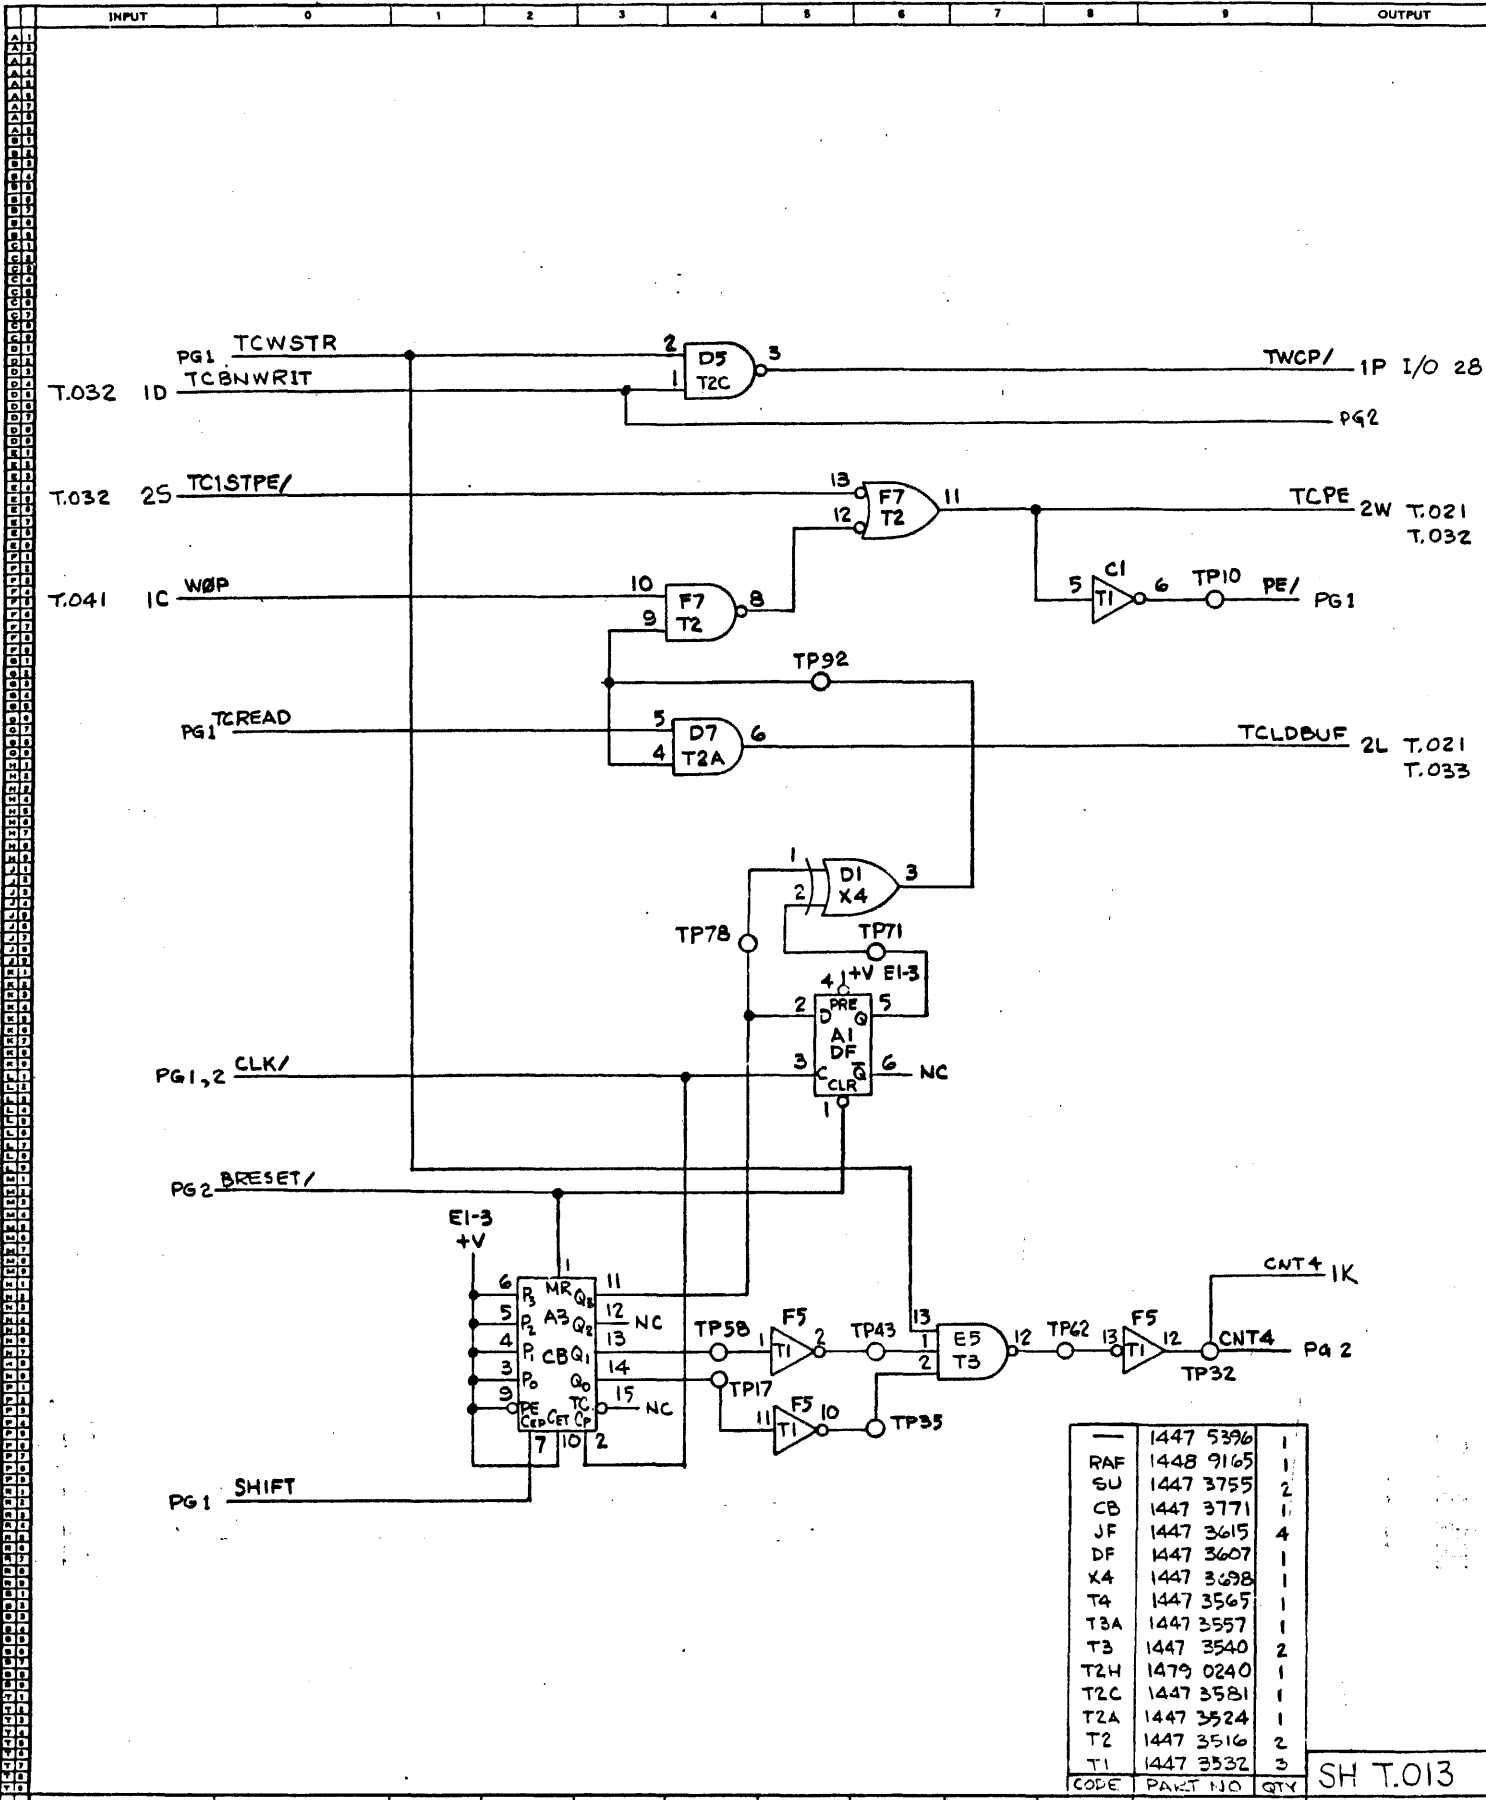 INPUT 0 1 2 3 4 5 6 7 8 9 OUTPUT
PG1 TCWSTR
T.032 1D TCBNWRIT
2
1
D5
T2C
3
TWCP/ 1P I/O 28
PG2
T.032 2S TC1STPE/
13
12
F7
T2
11
TCPE 2W T.021
T.032
T.041 1C WØP
10
9
F7
T2
8
5
C1
T1
6
TP10
PE/ PG1
TP92
PG1 TCREAD
5
4
D7
T2A
6
TCLDBUF 2L T.021
T.033
1
2
D1
X4
3
TP78
TP71
4 +V E1-3
2 D PRE Q 5
A1
DF
3 C Q̅ 6 NC
CLR
1
PG1,2 CLK/
PG2 BRESET/
E1-3
+V
1
6 P3 MR Q3 11
5 P2 A3 Q2 12 NC
4 P1 CB Q1 13
3 P0 Q0 14
9 PE TC 15 NC
CEP CET CP
7 10 2
TP58
1
F5
T1
2
TP43
TP17
11
F5
T1
10
TP35
13
1
2
E5
T3
12
TP62
13
F5
T1
12
TP32
CNT4 1K
CNT4 PG2
PG1 SHIFT
— 1447 5396 1
RAF 1448 9165 1
SU 1447 3755 2
CB 1447 3771 1
JF 1447 3615 4
DF 1447 3607 1
X4 1447 3698 1
T4 1447 3565 1
T3A 1447 3557 1
T3 1447 3540 2
T2H 1479 0240 1
T2C 1447 3581 1
T2A 1447 3524 1
T2 1447 3516 2
T1 1447 3532 3
CODE PART NO QTY
SH T.013